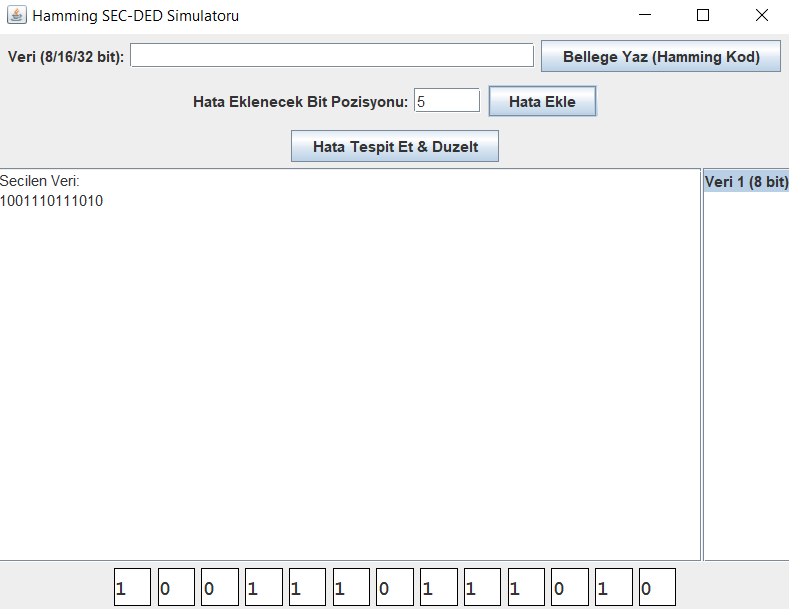 Hamming SEC-DED Simulatoru
Veri (8/16/32 bit): Bellege Yaz (Hamming Kod)
Hata Eklenecek Bit Pozisyonu: 5 Hata Ekle
Hata Tespit Et & Duzelt
Secilen Veri:
1001110111010
Veri 1 (8 bit)
1 0 0 1 1 1 0 1 1 1 0 1 0